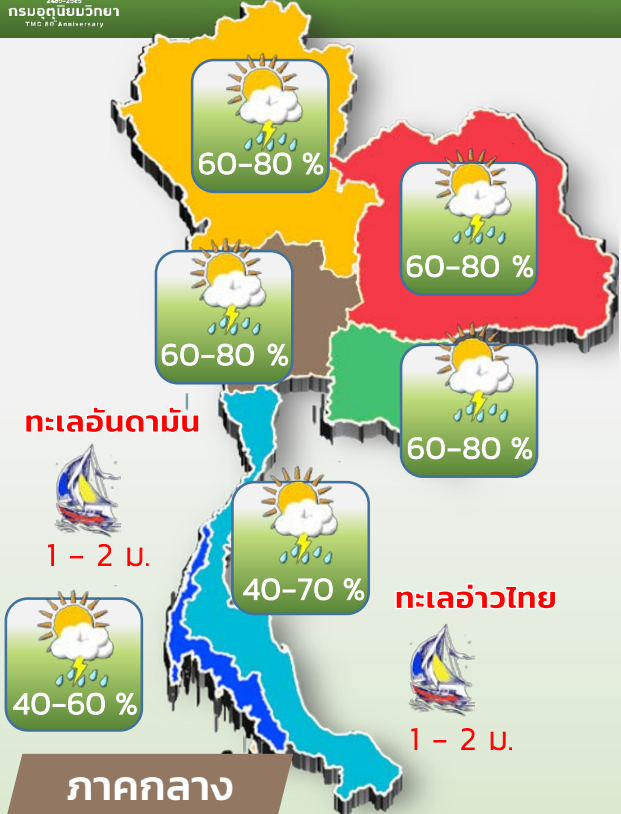 2485-2565
กรมอุตุนิยมวิทยา
TMD 80th Anniversary
60-80 %
60-80 %
60-80 %
60-80 %
ทะเลอันดามัน
1 - 2 ม.
40-70 %
ทะเลอ่าวไทย
40-60 %
1 - 2 ม.
ภาคกลาง